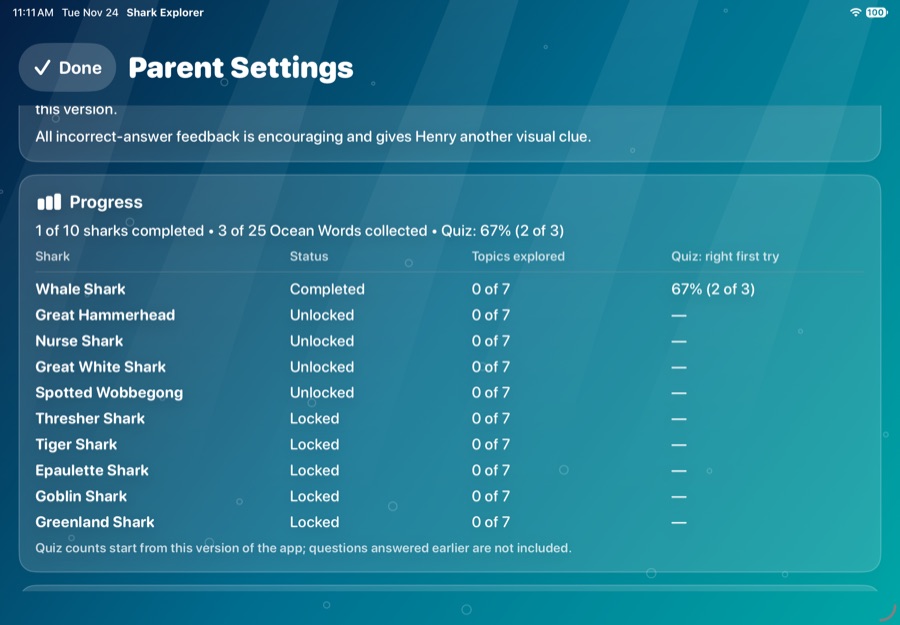 11:11 AM Tue Nov 24 Shark Explorer
100
Done
Parent Settings
this version.
All incorrect-answer feedback is encouraging and gives Henry another visual clue.
Progress
1 of 10 sharks completed • 3 of 25 Ocean Words collected • Quiz: 67% (2 of 3)
Shark Status Topics explored Quiz: right first try
Whale Shark Completed 0 of 7 67% (2 of 3)
Great Hammerhead Unlocked 0 of 7 —
Nurse Shark Unlocked 0 of 7 —
Great White Shark Unlocked 0 of 7 —
Spotted Wobbegong Unlocked 0 of 7 —
Thresher Shark Locked 0 of 7 —
Tiger Shark Locked 0 of 7 —
Epaulette Shark Locked 0 of 7 —
Goblin Shark Locked 0 of 7 —
Greenland Shark Locked 0 of 7 —
Quiz counts start from this version of the app; questions answered earlier are not included.